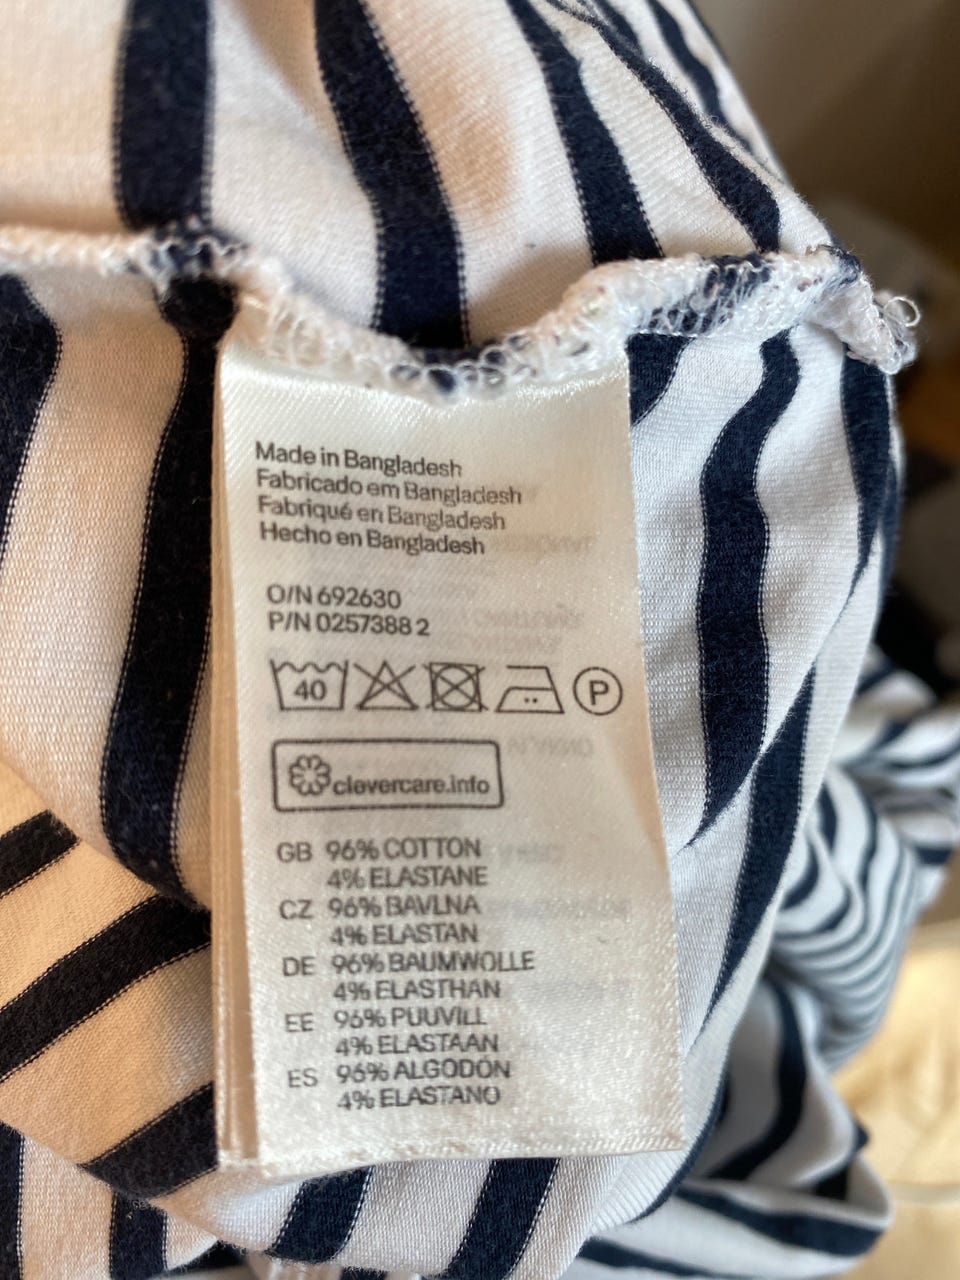 Made in Bangladesh
Fabricado em Bangladesh
Fabriqué en Bangladesh
Hecho en Bangladesh
O/N 692630
P/N 0257388 2
40 P
clevercare.info
GB 96% COTTON
4% ELASTANE
CZ 96% BAVLNA
4% ELASTAN
DE 96% BAUMWOLLE
4% ELASTHAN
EE 96% PUUVILL
4% ELASTAAN
ES 96% ALGODÓN
4% ELASTANO